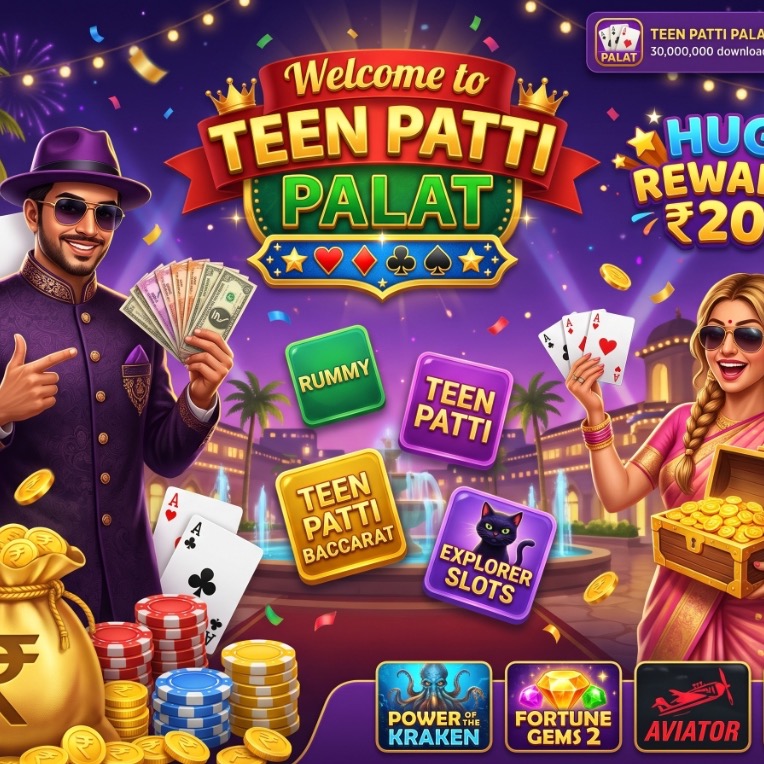 Welcome to
TEEN PATTI
PALAT
PALAT
TEEN PATTI PALA
30,000,000 download
HUG
REWA
₹20
RUMMY
TEEN
PATTI
TEEN
PATTI
BACCARAT
EXPLORER
SLOTS
A
A
A
A
A
A
₹
POWER OF THE
KRAKEN
FORTUNE
GEMS 2
AVIATOR